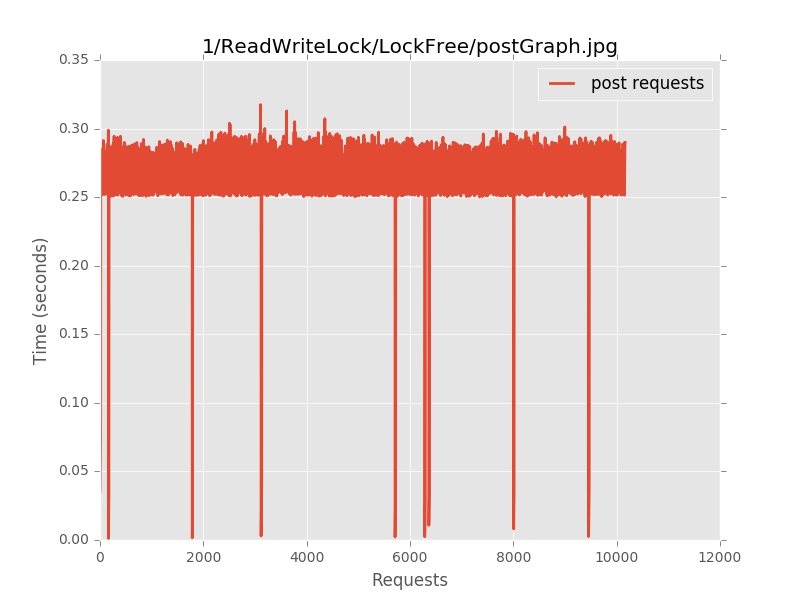 1/ReadWriteLock/LockFree/postGraph.jpg
post requests
0.35
0.30
0.25
0.20
0.15
0.10
0.05
0.00
Time (seconds)
0 2000 4000 6000 8000 10000 12000
Requests